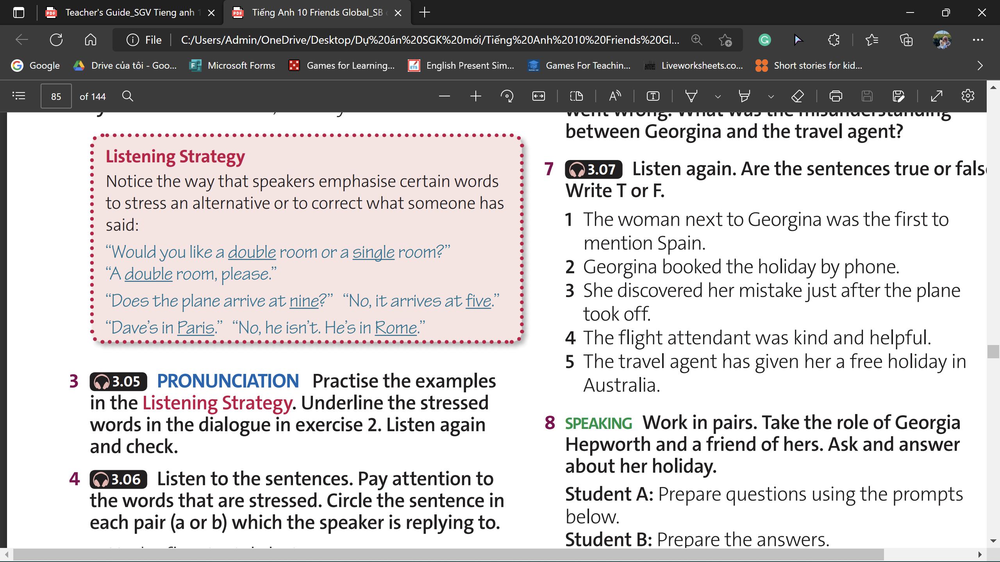 Teacher's Guide_SGV Tieng anh 1
Tiếng Anh 10 Friends Global_SB
File
C:/Users/Admin/OneDrive/Desktop/Dự%20án%20SGK%20mới/Tiếng%20Anh%2010%20Friends%20Gl...
Google
Drive của tôi - Goo...
Microsoft Forms
Games for Learning...
English Present Sim...
Games For Teachin...
Liveworksheets.co...
Short stories for kid...
85 of 144
Listening Strategy
Notice the way that speakers emphasise certain words
to stress an alternative or to correct what someone has
said:
“Would you like a double room or a single room?”
“A double room, please.”
“Does the plane arrive at nine?” “No, it arrives at five.”
“Dave’s in Paris.” “No, he isn’t. He’s in Rome.”
3 3.05 PRONUNCIATION Practise the examples
in the Listening Strategy. Underline the stressed
words in the dialogue in exercise 2. Listen again
and check.
4 3.06 Listen to the sentences. Pay attention to
the words that are stressed. Circle the sentence in
each pair (a or b) which the speaker is replying to.
went wrong. What was the misunderstanding
between Georgina and the travel agent?
7 3.07 Listen again. Are the sentences true or fals
Write T or F.
1 The woman next to Georgina was the first to
mention Spain.
2 Georgina booked the holiday by phone.
3 She discovered her mistake just after the plane
took off.
4 The flight attendant was kind and helpful.
5 The travel agent has given her a free holiday in
Australia.
8 SPEAKING Work in pairs. Take the role of Georgia
Hepworth and a friend of hers. Ask and answer
about her holiday.
Student A: Prepare questions using the prompts
below.
Student B: Prepare the answers.